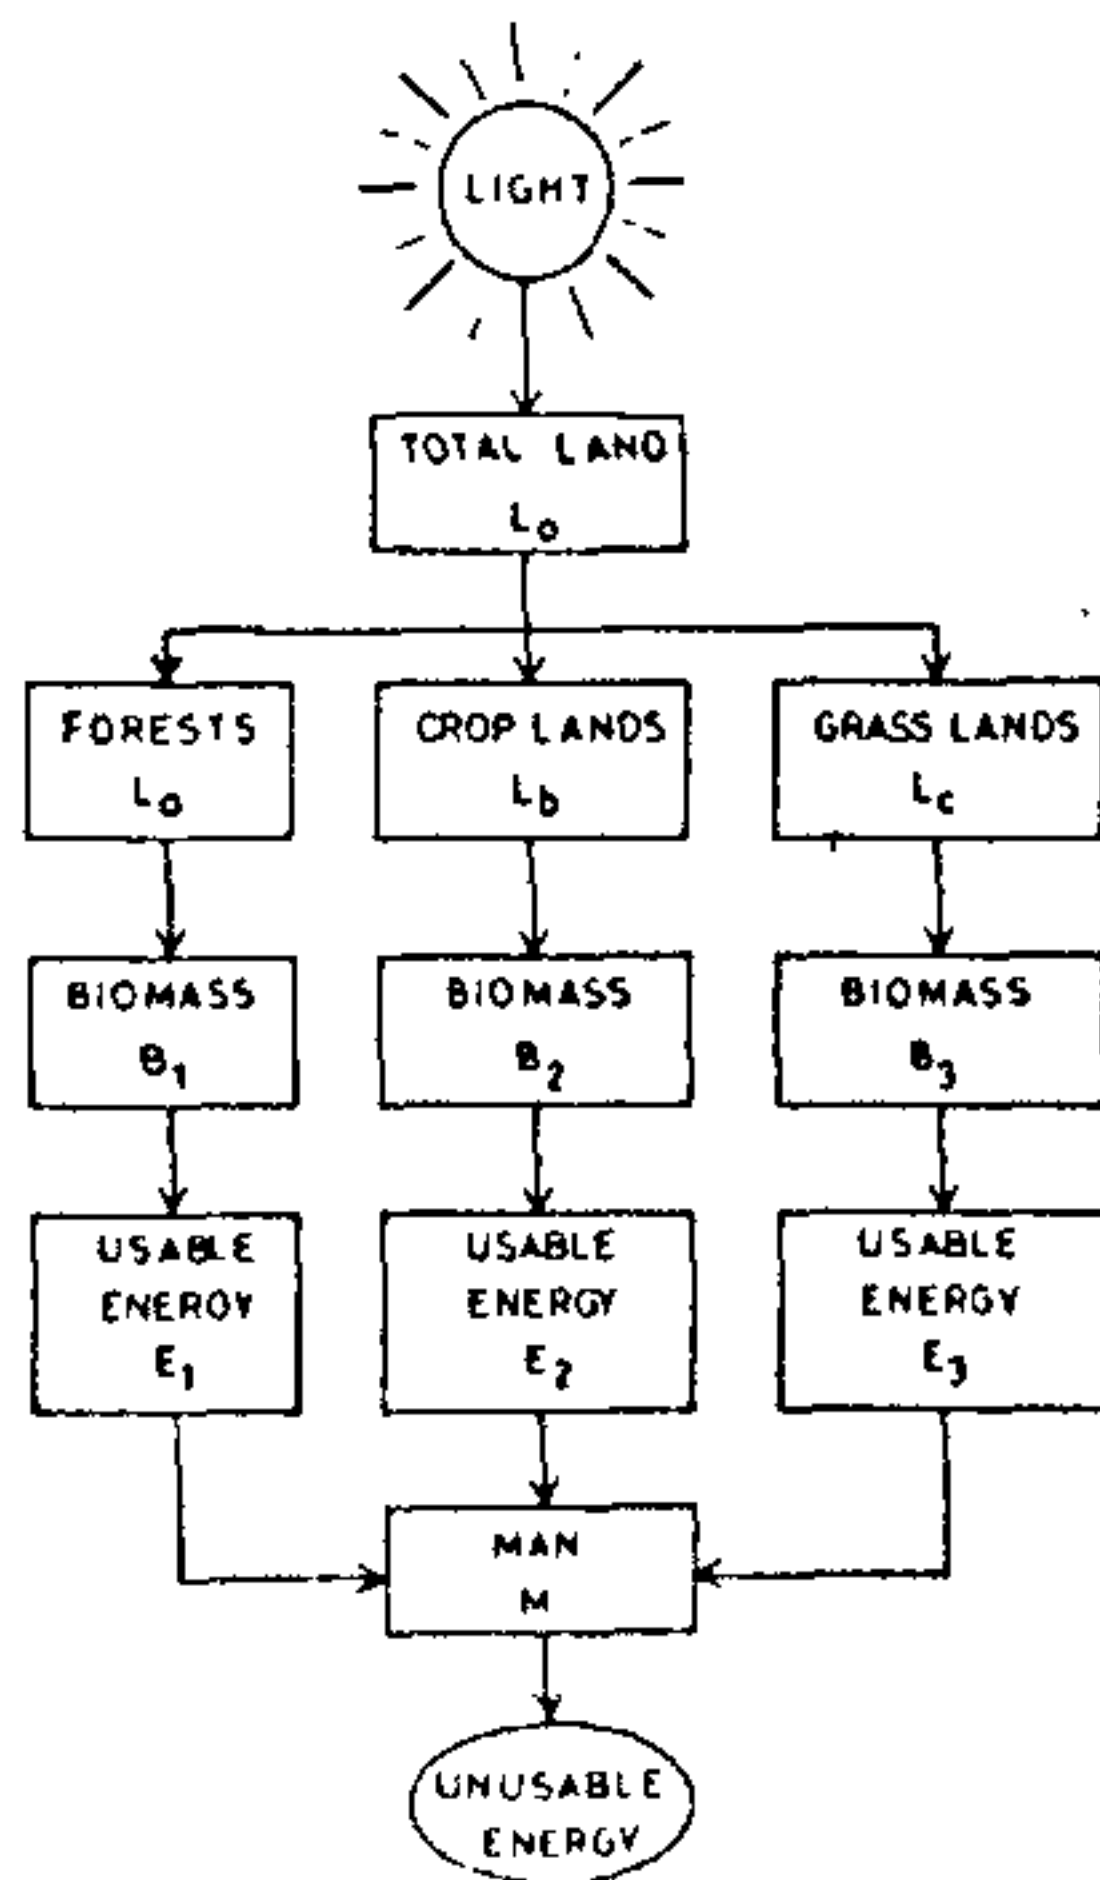 LIGHT
TOTAL LAND
Lo
FORESTS
La
CROP LANDS
Lb
GRASS LANDS
Lc
BIOMASS
B1
BIOMASS
B2
BIOMASS
B3
USABLE
ENERGY
E1
USABLE
ENERGY
E2
USABLE
ENERGY
E3
MAN
M
UNUSABLE
ENERGY